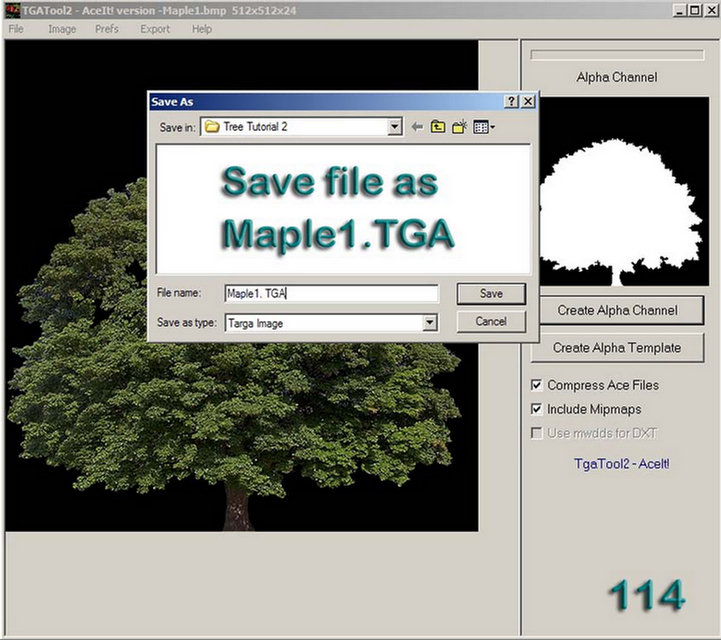 TGATool2 - AceIt! version -Maple1.bmp 512x512x24
File Image Prefs Export Help
Alpha Channel
Save As
Save in: Tree Tutorial 2
Save file as
Maple1.TGA
File name: Maple1. TGA
Save
Save as type: Targa Image
Cancel
Create Alpha Channel
Create Alpha Template
Compress Ace Files
Include Mipmaps
Use mwdds for DXT
TgaTool2 - AceIt!
114